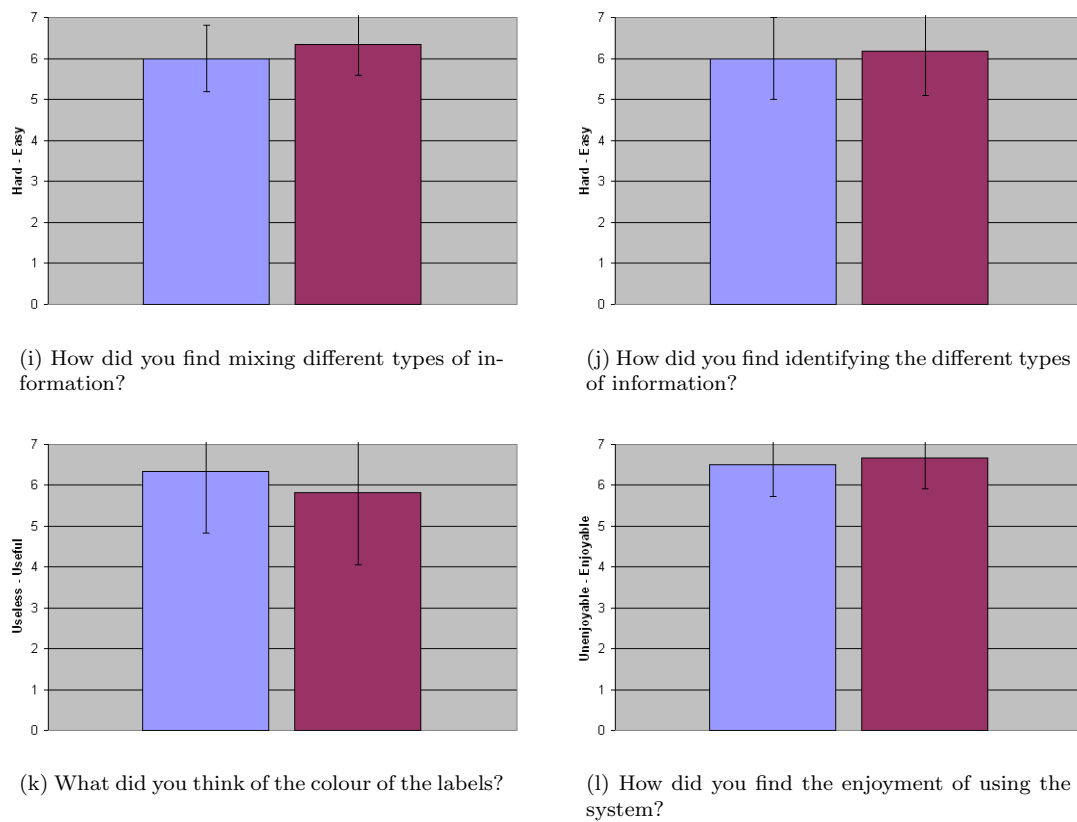 7
6
5
4
3
2
1
0
Hard - Easy
(i) How did you find mixing different types of in-
formation?
7
6
5
4
3
2
1
0
Hard - Easy
(j) How did you find identifying the different types
of information?
7
6
5
4
3
2
1
0
Useless - Useful
(k) What did you think of the colour of the labels?
7
6
5
4
3
2
1
0
Unenjoyable - Enjoyable
(l) How did you find the enjoyment of using the
system?